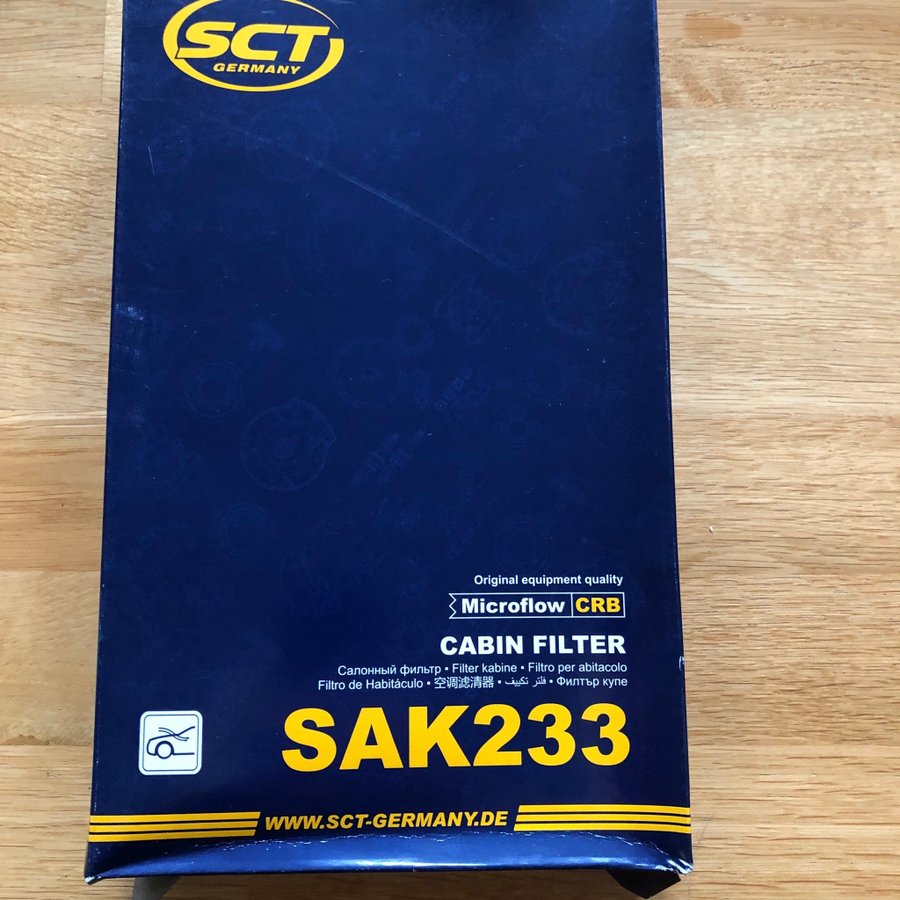 SCT
GERMANY
Original equipment quality
Microflow CRB
CABIN FILTER
Салонный фильтр • Filter kabine • Filtro per abitacolo
Filtro de Habitáculo • 空调滤清器 • فلتر تكييف • Филтър купе
SAK233
WWW.SCT-GERMANY.DE